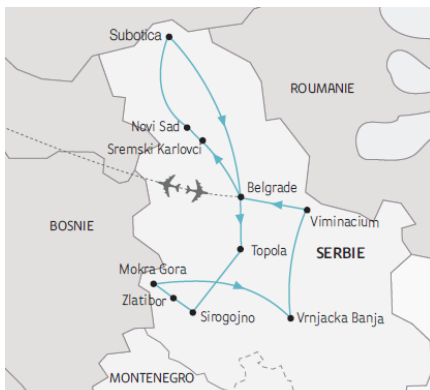 Subotica
ROUMANIE
Novi Sad
Sremski Karlovci
Belgrade
Viminacium
BOSNIE
Topola
SERBIE
Mokra Gora
Zlatibor
Sirogojno
Vrnjacka Banja
MONTENEGRO